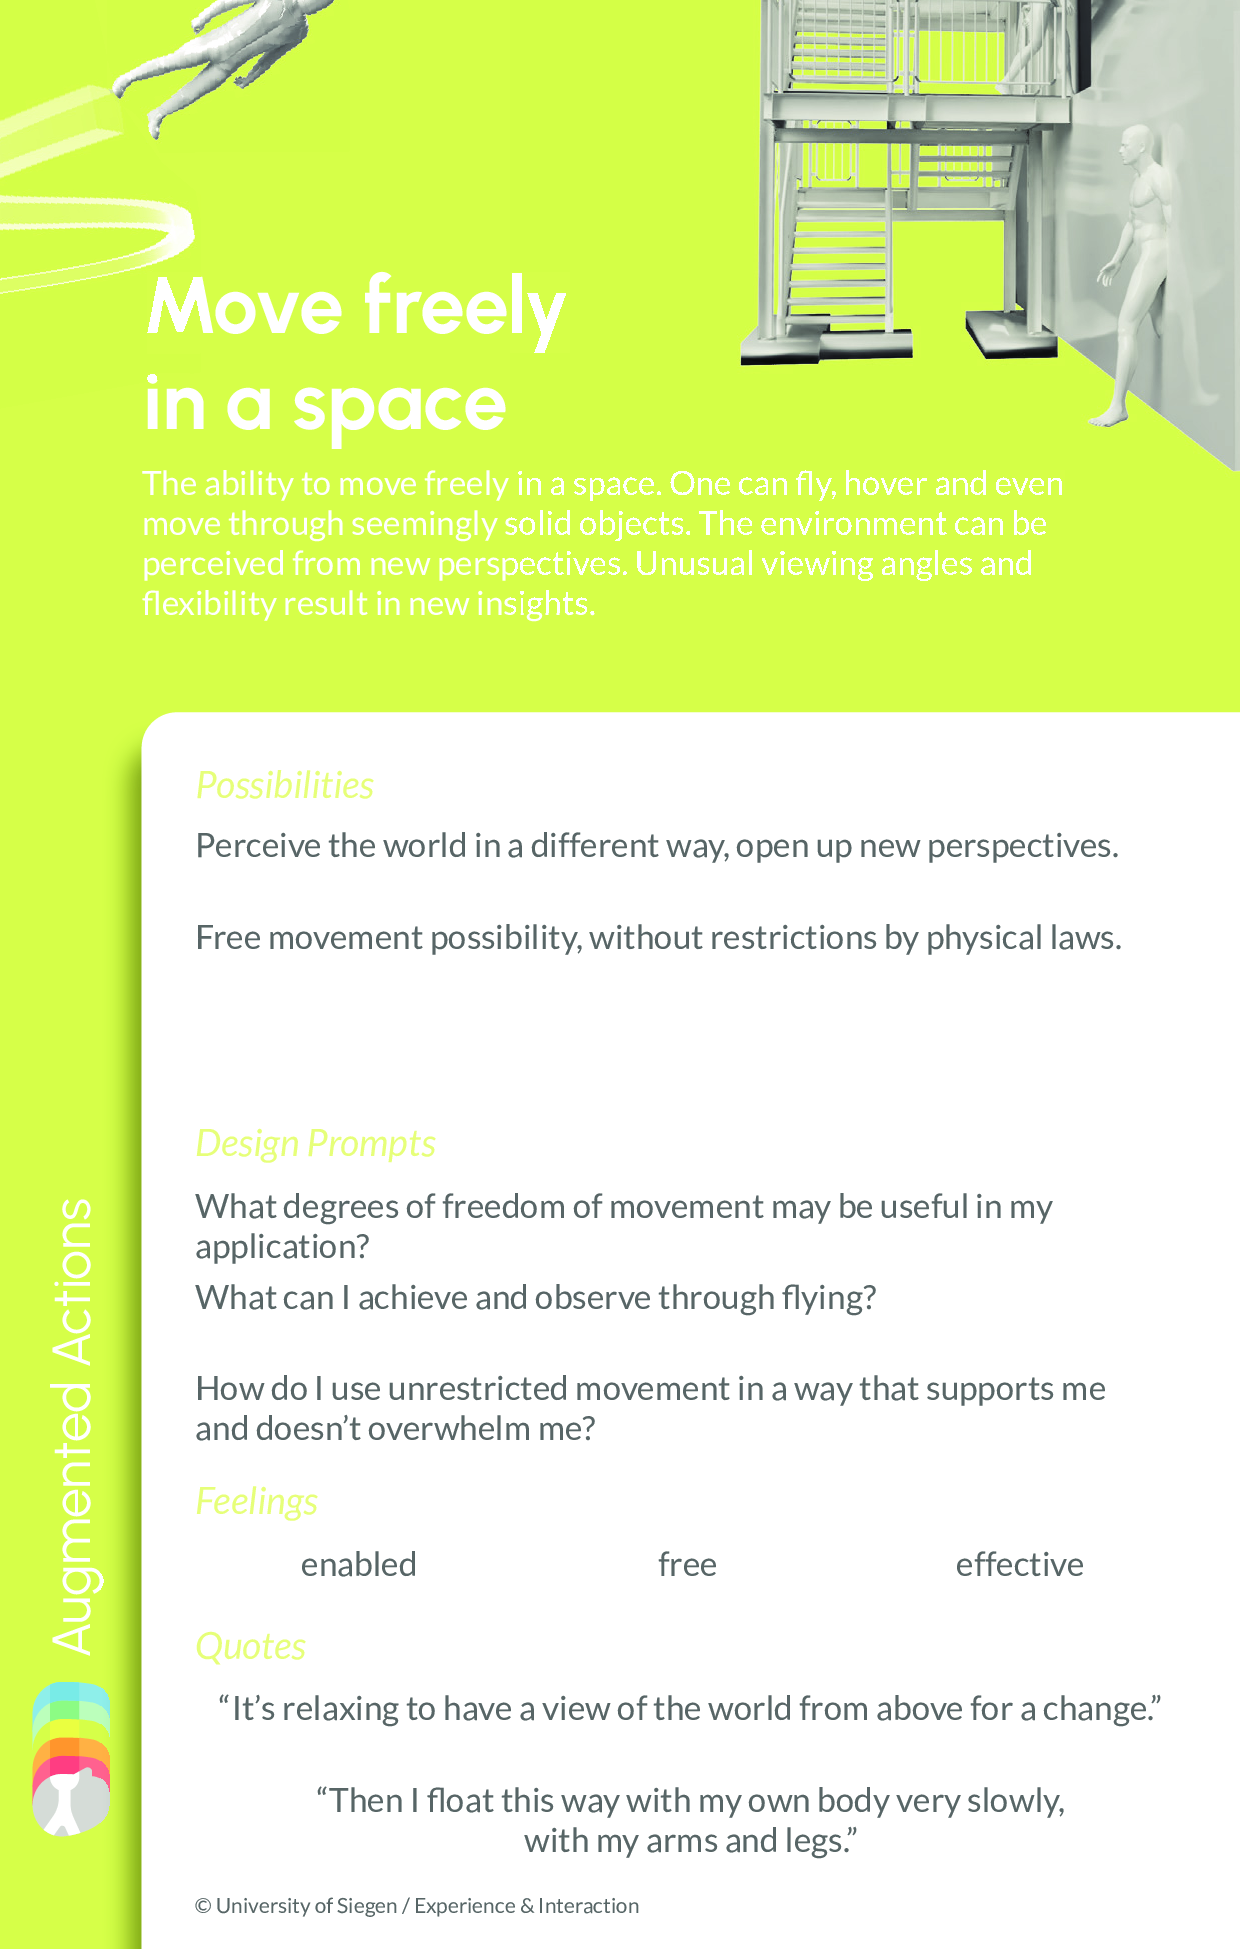 Move freely
in a space
The ability to move freely in a space. One can fly, hover and even
move through seemingly solid objects. The environment can be
perceived from new perspectives. Unusual viewing angles and
flexibility result in new insights.
Possibilities
Perceive the world in a different way, open up new perspectives.
Free movement possibility, without restrictions by physical laws.
Design Prompts
What degrees of freedom of movement may be useful in my
application?
What can I achieve and observe through flying?
How do I use unrestricted movement in a way that supports me
and doesn’t overwhelm me?
Feelings
enabled free effective
Quotes
“It’s relaxing to have a view of the world from above for a change.”
“Then I float this way with my own body very slowly,
with my arms and legs.”
© University of Siegen / Experience & Interaction
Augmented Actions